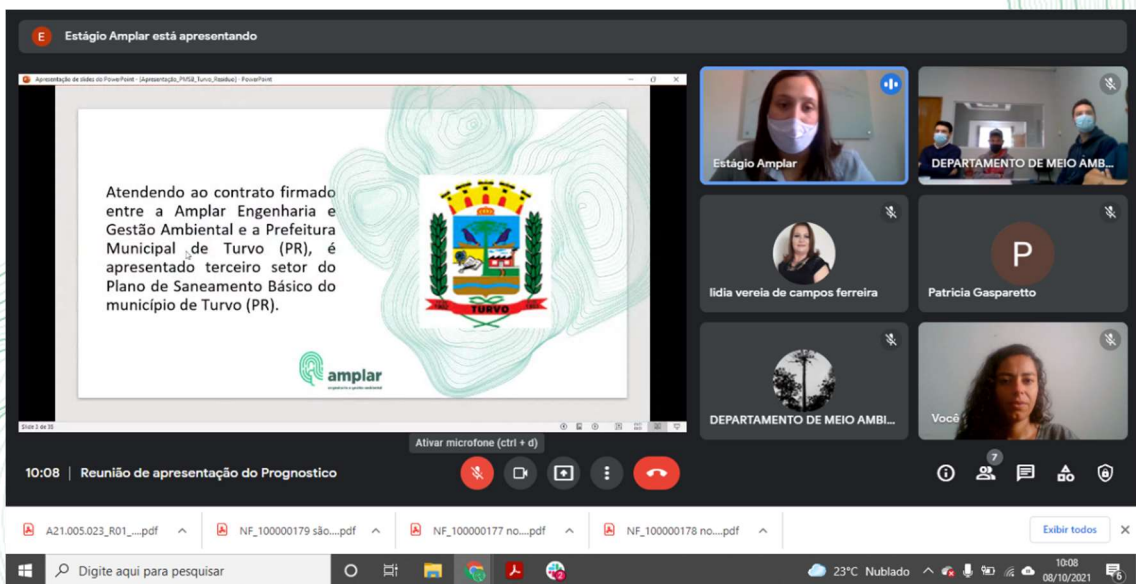 E Estágio Amplar está apresentando
Apresentação de slides do PowerPoint - [Apresentação_PMSB_Turvo_Resíduo] - PowerPoint
Atendendo ao contrato firmado
entre a Amplar Engenharia e
Gestão Ambiental e a Prefeitura
Municipal de Turvo (PR), é
apresentado terceiro setor do
Plano de Saneamento Básico do
município de Turvo (PR).
TURVO
amplar
Estágio Amplar
DEPARTAMENTO DE MEIO AMB...
lidia vereia de campos ferreira
P
Patricia Gasparetto
DEPARTAMENTO DE MEIO AMBI...
Você
Ativar microfone (ctrl + d)
10:08 | Reunião de apresentação do Prognostico
7
A21.005.023_R01_....pdf
NF_100000179 são....pdf
NF_100000177 no....pdf
NF_100000178 no....pdf
Exibir todos
Digite aqui para pesquisar
23°C Nublado
10:08
08/10/2021